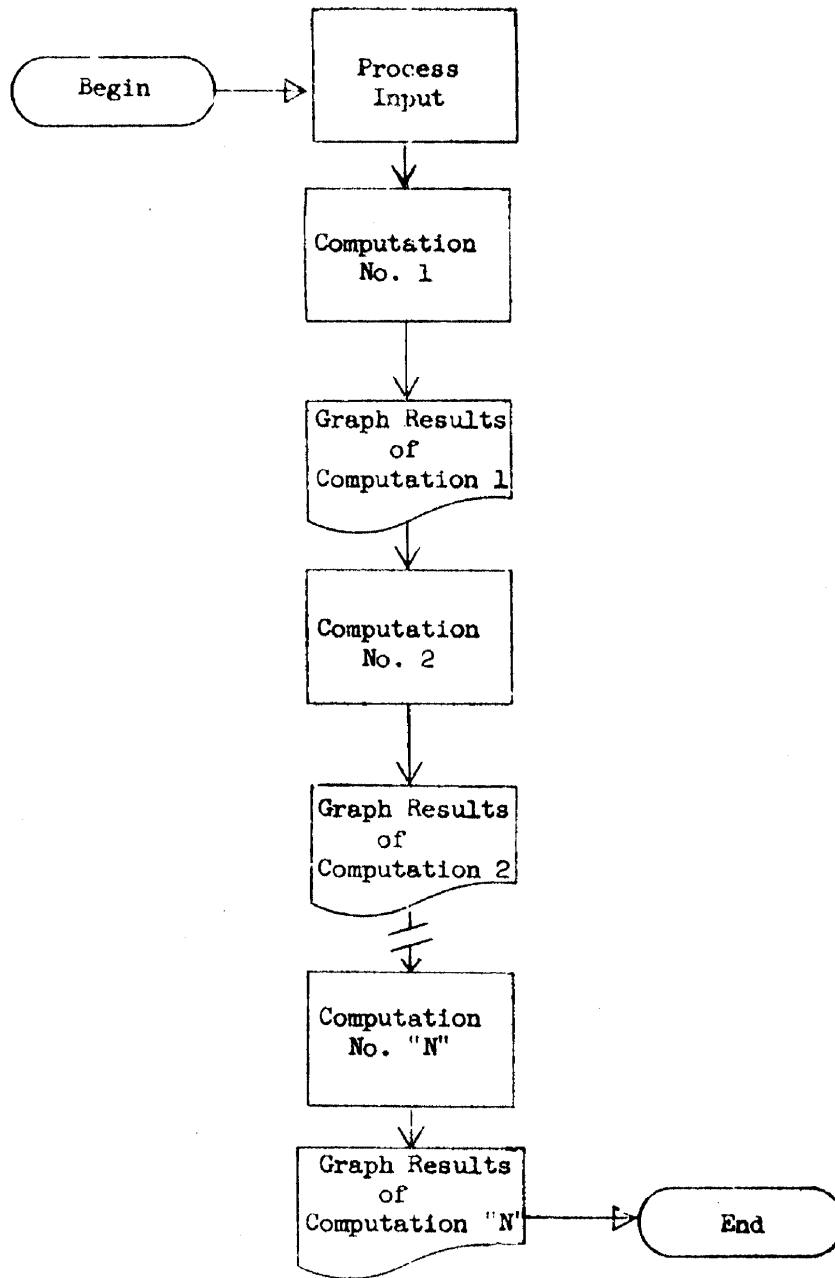 Begin
Process
Input
Computation
No. 1
Graph Results
of
Computation 1
Computation
No. 2
Graph Results
of
Computation 2
Computation
No. "N"
Graph Results
of
Computation "N"
End